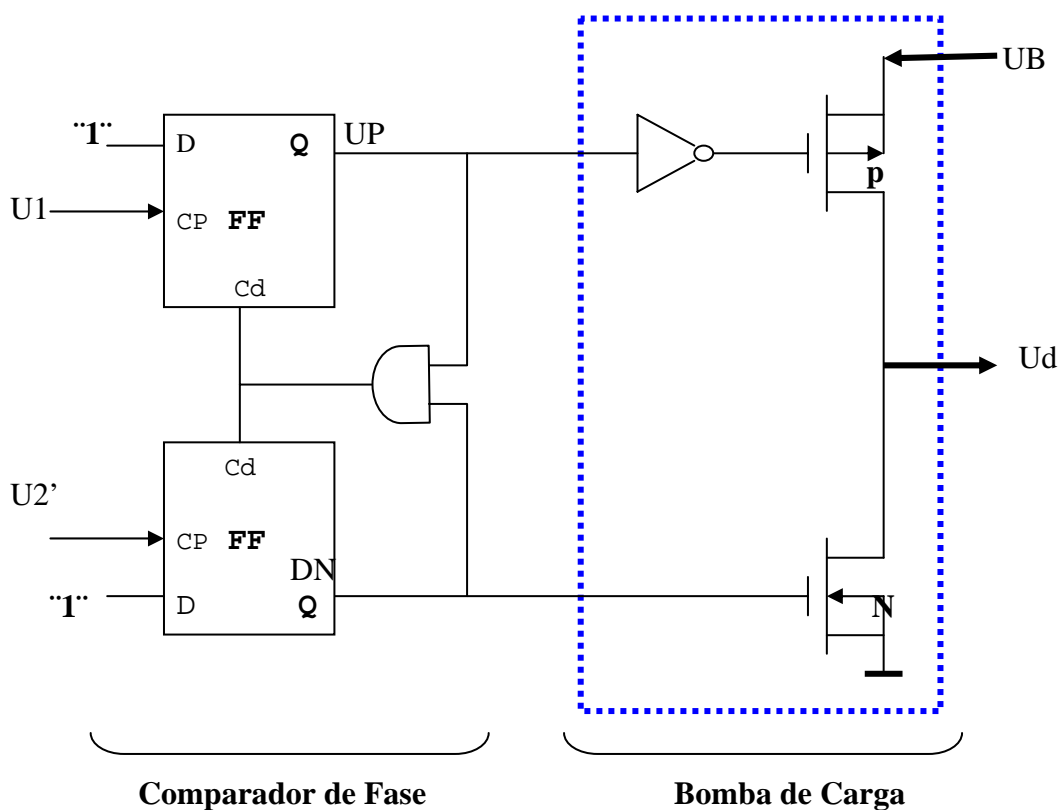 UB
¨1¨
D
Q
UP
p
U1
CP FF
Cd
Ud
Cd
U2’
CP FF
DN
N
¨1¨
D
Q
Comparador de Fase
Bomba de Carga